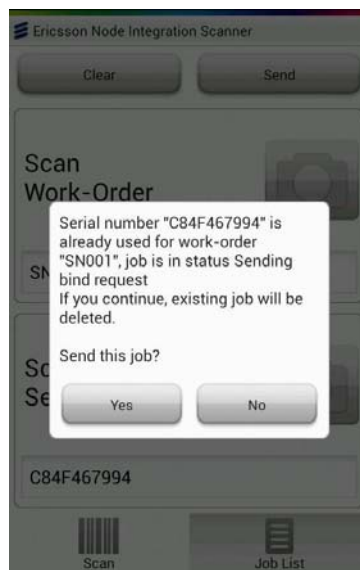 Ericsson Node Integration Scanner
Clear
Send
Scan
Work-Order
Serial number "C84F467994" is
already used for work-order
"SN001", job is in status Sending
bind request
If you continue, existing job will be
deleted.
Send this job?
Yes
No
C84F467994
Scan
Job List